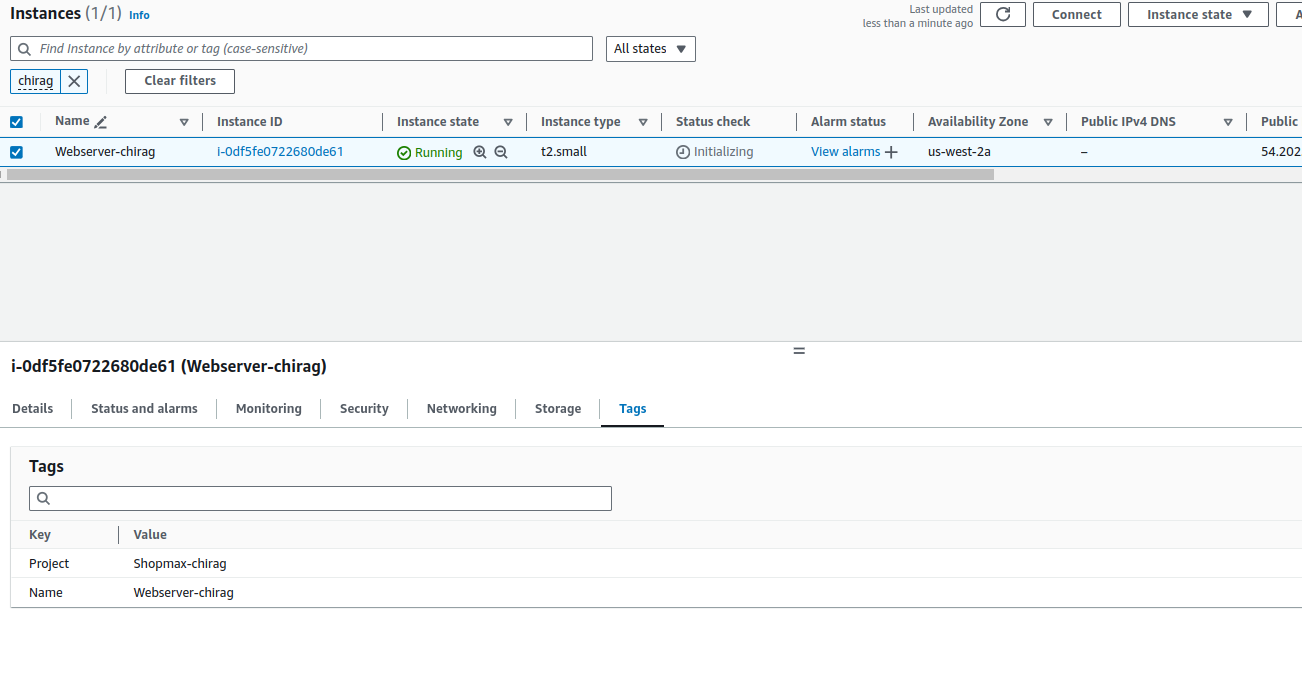 Instances (1/1) Info
Last updated
less than a minute ago
Connect
Instance state
Find Instance by attribute or tag (case-sensitive)
All states
chirag
Clear filters
Name Instance ID Instance state Instance type Status check Alarm status Availability Zone Public IPv4 DNS Public
Webserver-chirag i-0df5fe0722680de61 Running t2.small Initializing View alarms + us-west-2a – 54.202
i-0df5fe0722680de61 (Webserver-chirag)
Details Status and alarms Monitoring Security Networking Storage Tags
Tags
Key Value
Project Shopmax-chirag
Name Webserver-chirag